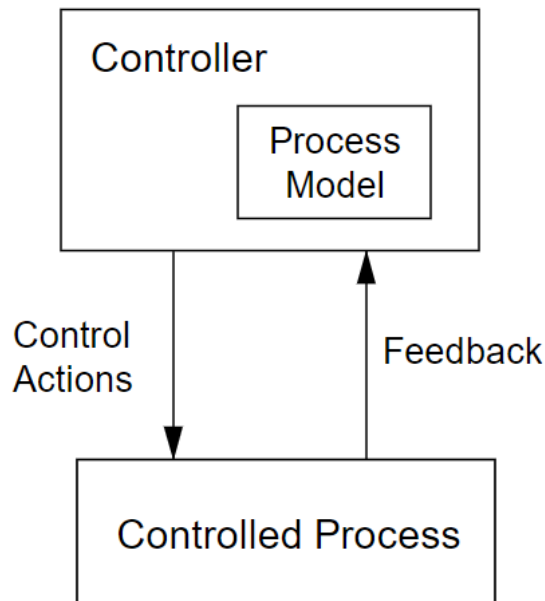 Controller
Process
Model
Control
Actions
Feedback
Controlled Process